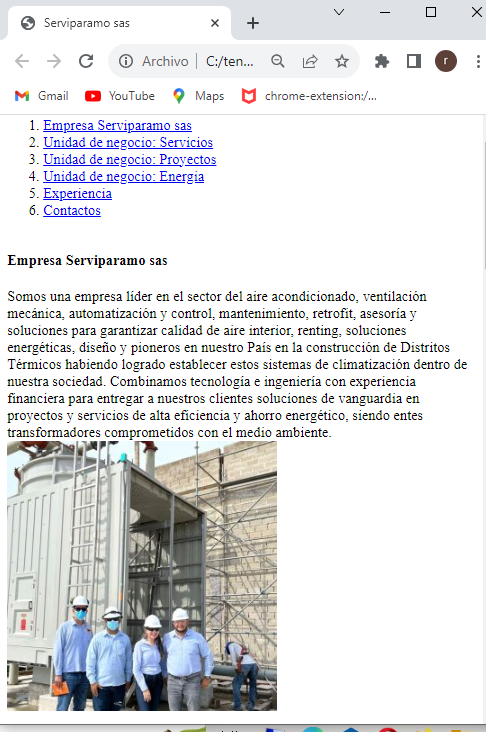 Serviparamo sas
Archivo | C:/ten...
Gmail
YouTube
Maps
chrome-extension:/...
1. Empresa Serviparamo sas
2. Unidad de negocio: Servicios
3. Unidad de negocio: Proyectos
4. Unidad de negocio: Energia
5. Experiencia
6. Contactos
Empresa Serviparamo sas
Somos una empresa líder en el sector del aire acondicionado, ventilación
mecánica, automatización y control, mantenimiento, retrofit, asesoría y
soluciones para garantizar calidad de aire interior, renting, soluciones
energéticas, diseño y pioneros en nuestro País en la construcción de Distritos
Térmicos habiendo logrado establecer estos sistemas de climatización dentro de
nuestra sociedad. Combinamos tecnología e ingeniería con experiencia
financiera para entregar a nuestros clientes soluciones de vanguardia en
proyectos y servicios de alta eficiencia y ahorro energético, siendo entes
transformadores comprometidos con el medio ambiente.